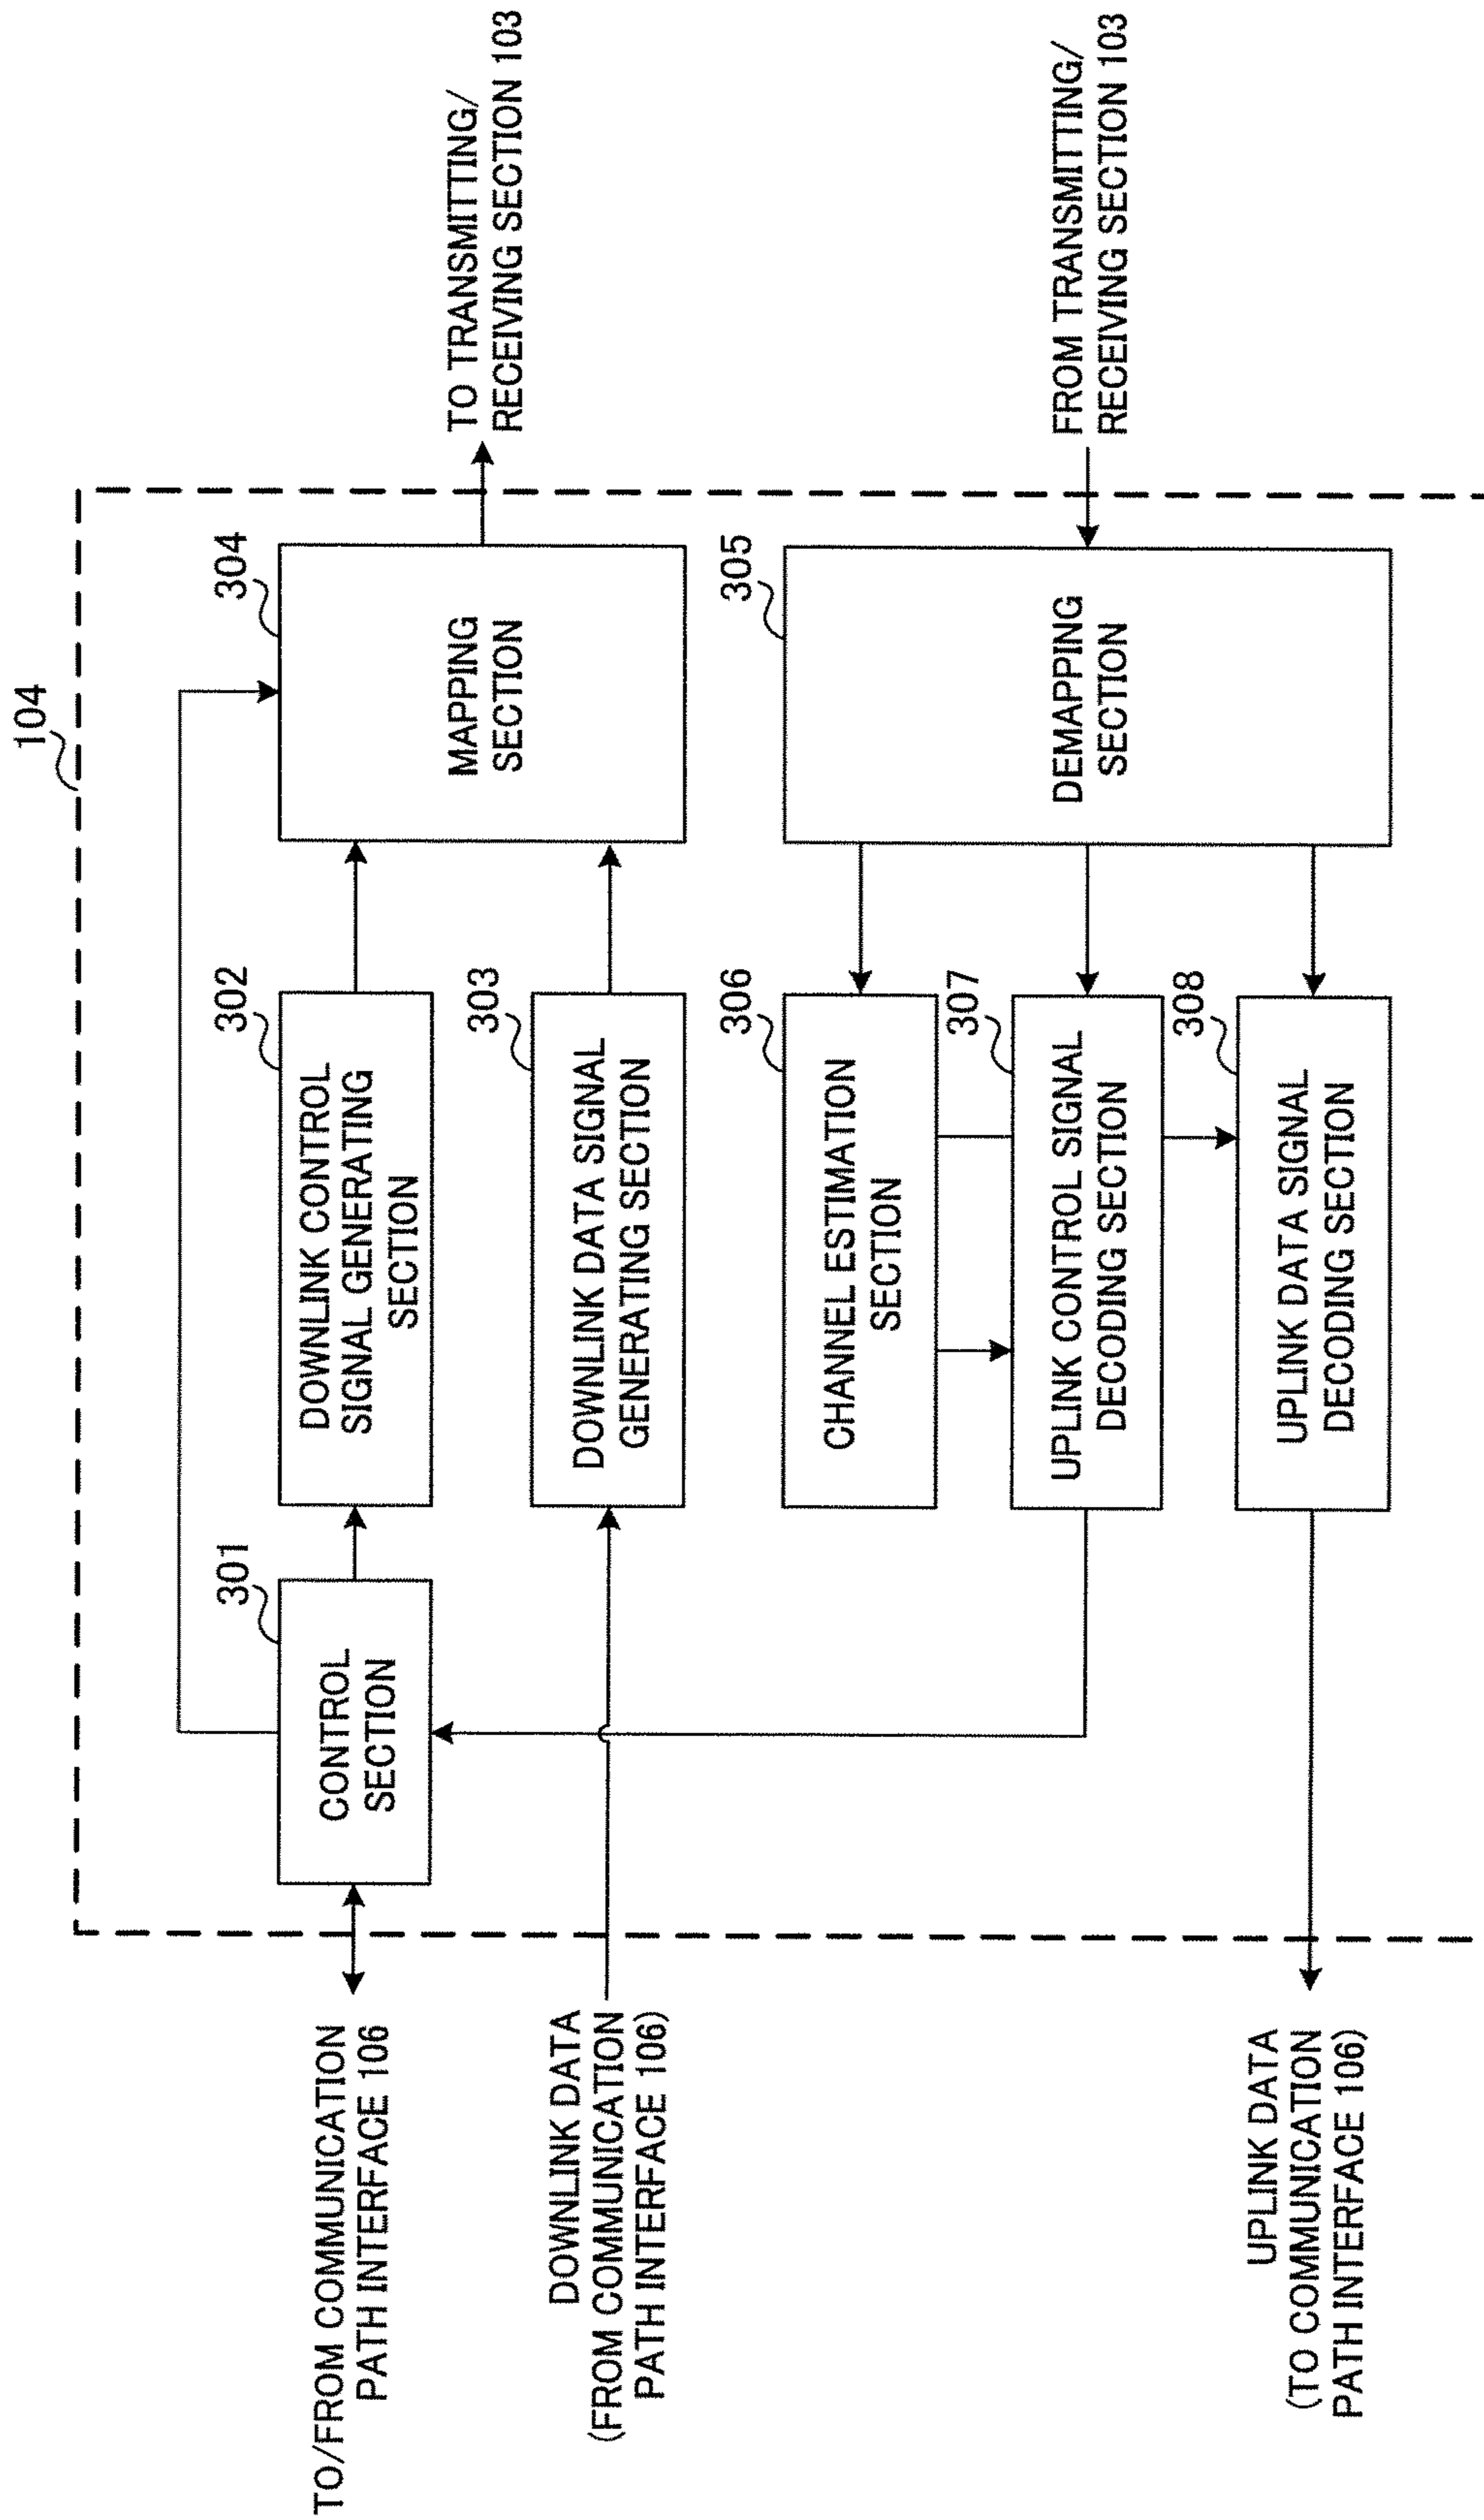 104
TO/FROM COMMUNICATION
PATH INTERFACE 106
301
CONTROL
SECTION
302
DOWNLINK CONTROL
SIGNAL GENERATING
SECTION
304
MAPPING
SECTION
TO TRANSMITTING/
RECEIVING SECTION 103
DOWNLINK DATA
(FROM COMMUNICATION
PATH INTERFACE 106)
303
DOWNLINK DATA SIGNAL
GENERATING SECTION
306
CHANNEL ESTIMATION
SECTION
305
DEMAPPING
SECTION
FROM TRANSMITTING/
RECEIVING SECTION 103
307
UPLINK CONTROL SIGNAL
DECODING SECTION
UPLINK DATA
(TO COMMUNICATION
PATH INTERFACE 106)
308
UPLINK DATA SIGNAL
DECODING SECTION